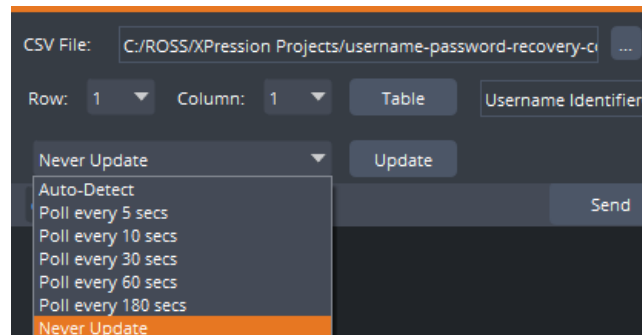 CSV File: C:/ROSS/XPression Projects/username-password-recovery-c ...
Row: 1 Column: 1 Table Username Identifier
Never Update Update
Auto-Detect
Poll every 5 secs
Send
Poll every 10 secs
Poll every 30 secs
Poll every 60 secs
Poll every 180 secs
Never Update